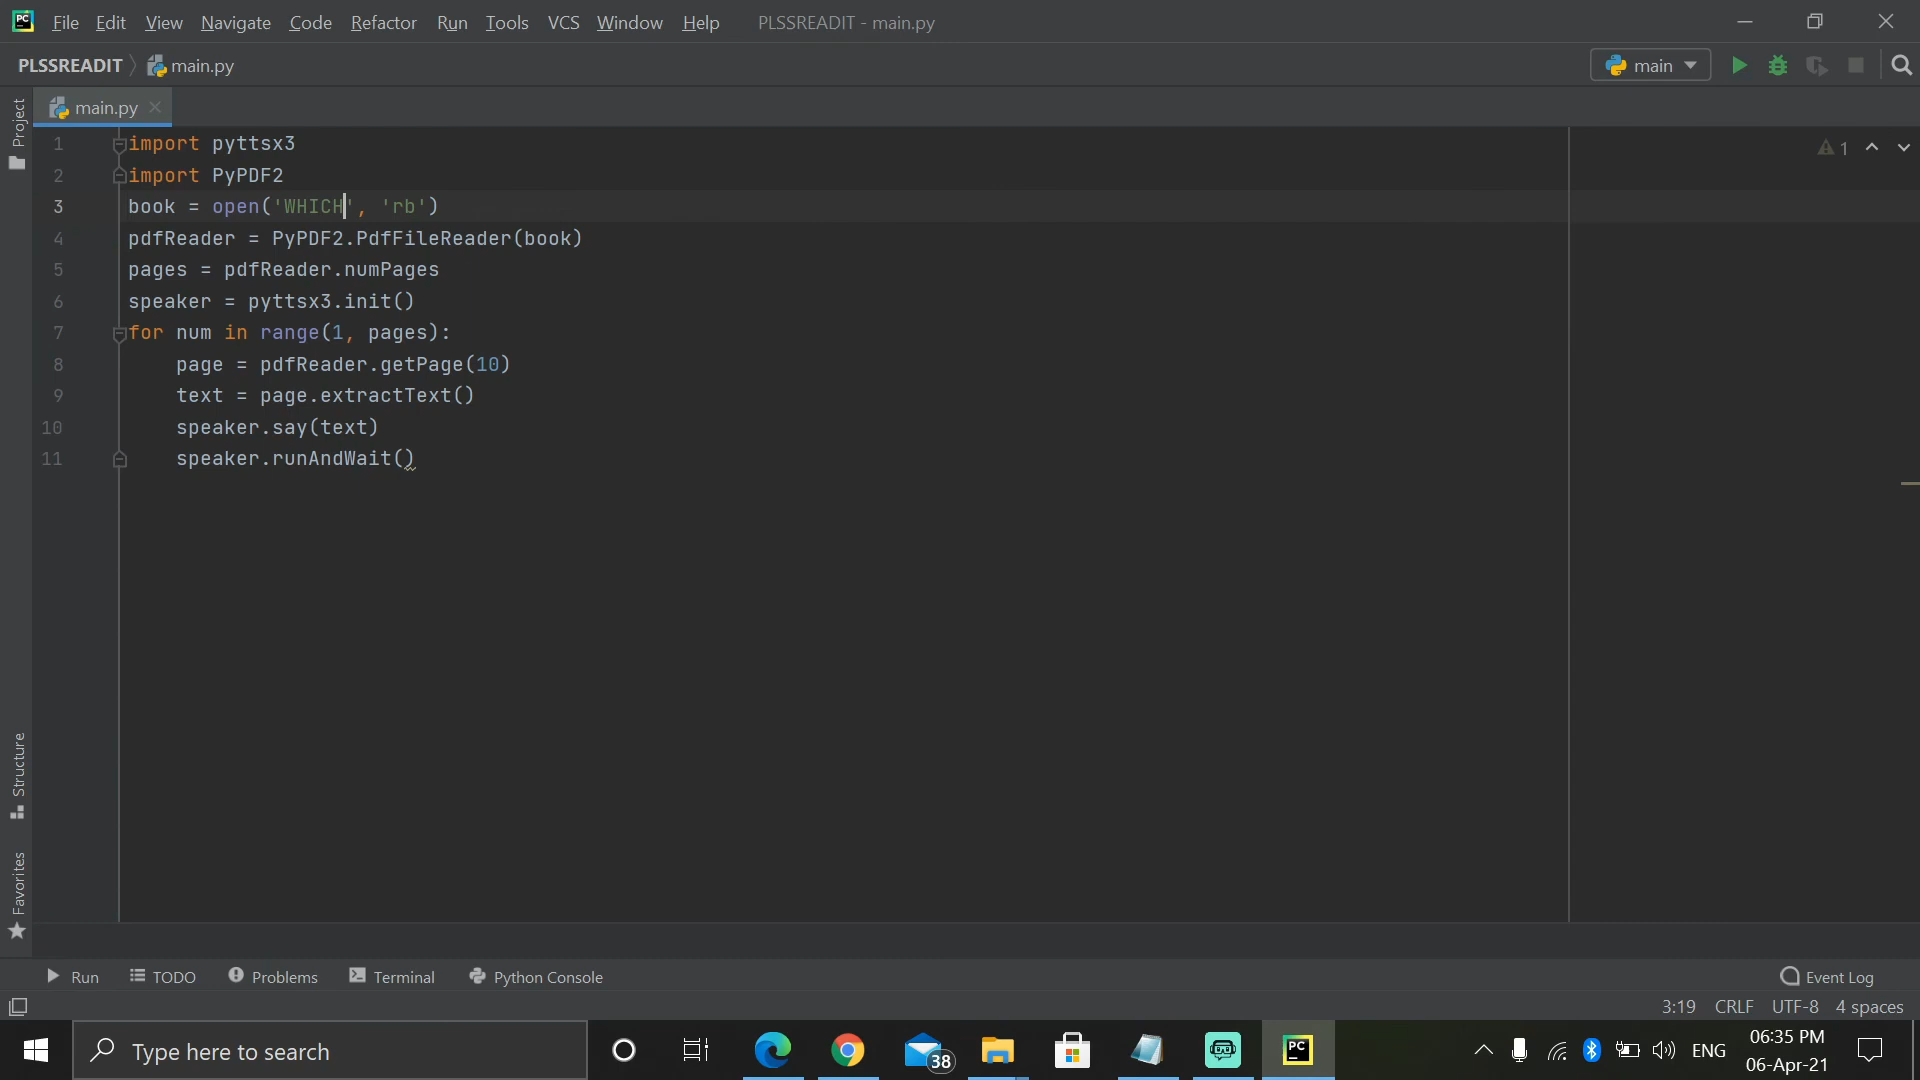 PC File Edit View Navigate Code Refactor Run Tools VCS Window Help PLSSREADIT - main.py
PLSSREADIT main.py main
main.py
Project
1 import pyttsx3 1
2 import PyPDF2
3 book = open('WHICH', 'rb')
4 pdfReader = PyPDF2.PdfFileReader(book)
5 pages = pdfReader.numPages
6 speaker = pyttsx3.init()
7 for num in range(1, pages):
8 page = pdfReader.getPage(10)
9 text = page.extractText()
10 speaker.say(text)
11 speaker.runAndWait()
Structure
Favorites
Run TODO Problems Terminal Python Console Event Log
3:19 CRLF UTF-8 4 spaces
Type here to search 38 PC ENG 06:35 PM
06-Apr-21